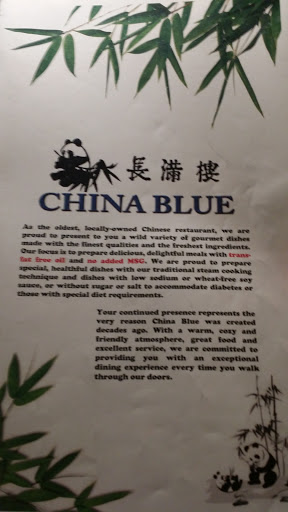 長滿樓
CHINA BLUE
As the oldest, locally-owned Chinese restaurant, we are
proud to present to you a wild variety of gourmet dishes
made with the finest qualities and the freshest ingredients.
Our focus is to prepare delicious, delightful meals with trans-
fat free oil and no added MSG. We are proud to prepare
special, healthful dishes with our traditional steam cooking
technique and dishes with low sodium or wheat-free soy
sauce, or without sugar or salt to accommodate diabetes or
those with special diet requirements.
Your continued presence represents the
very reason China Blue was created
decades ago. With a warm, cozy and
friendly atmosphere, great food and
excellent service, we are committed to
providing you with an exceptional
dining experience every time you walk
through our doors.